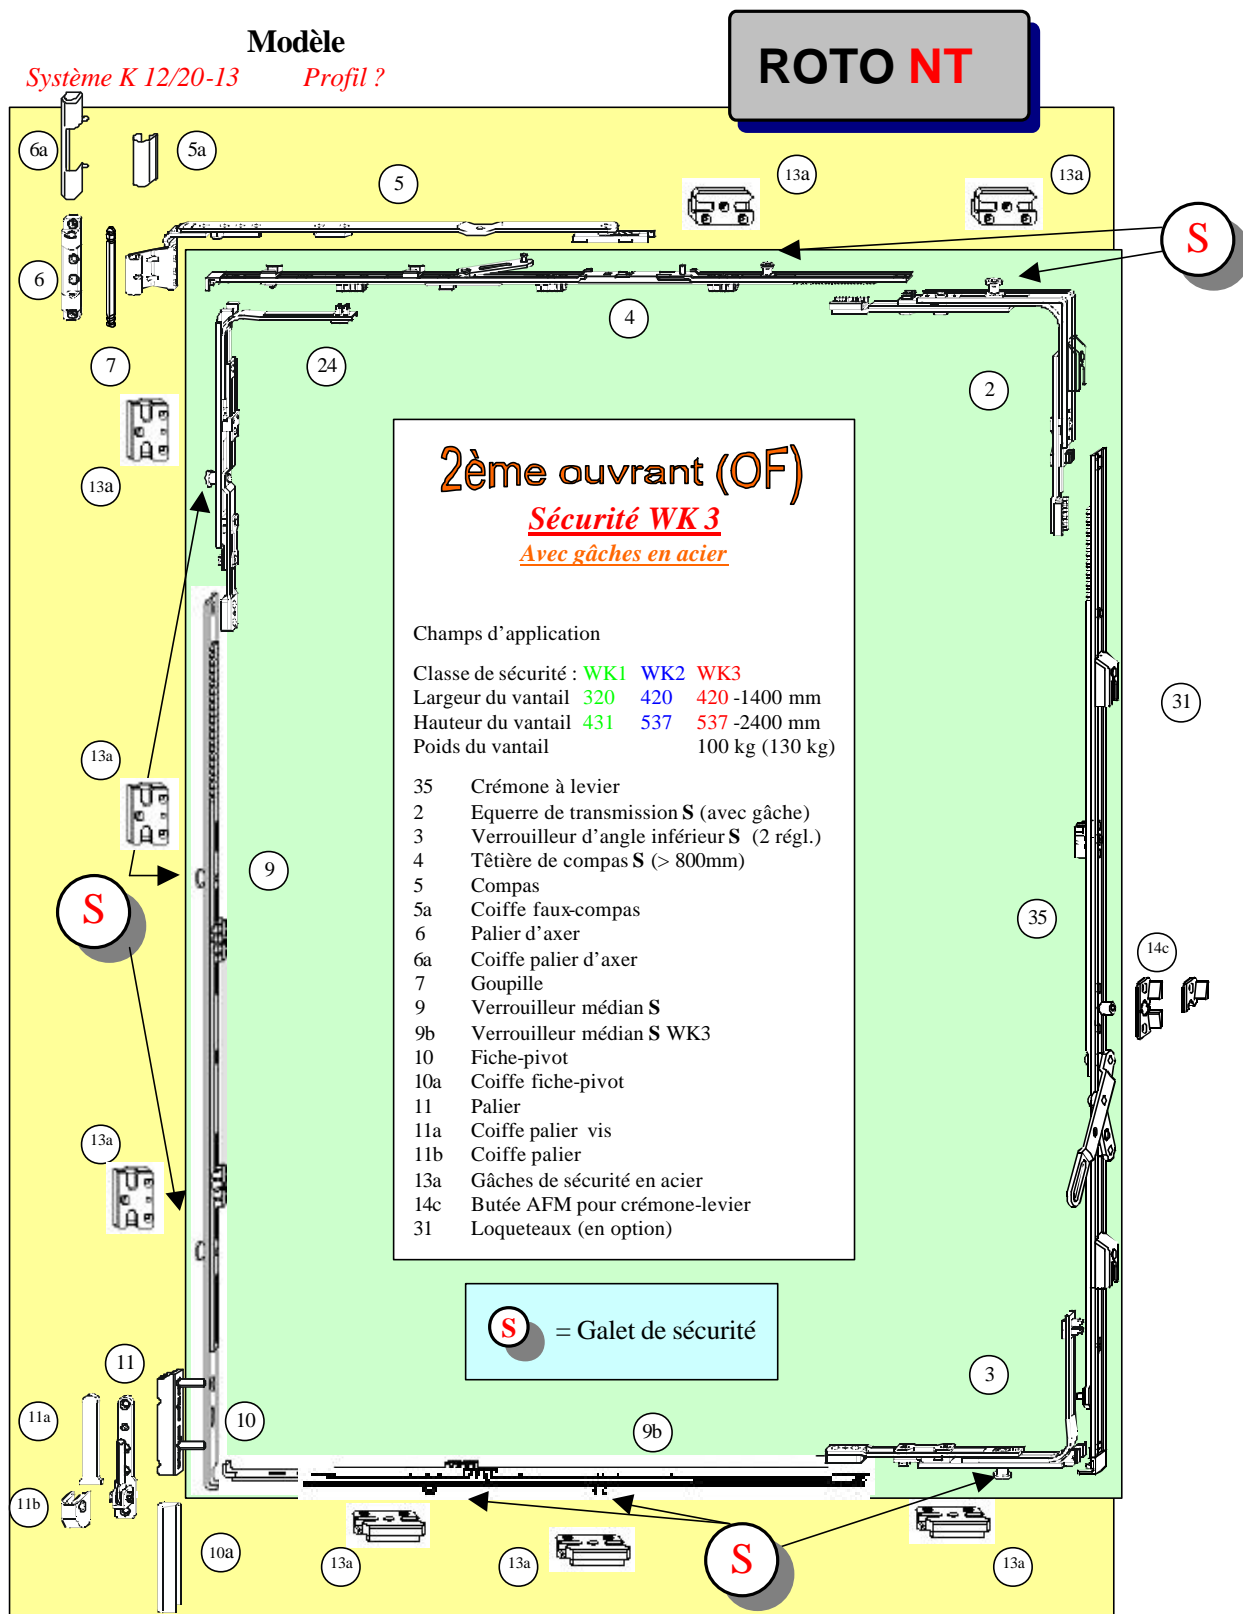 Modèle
Système K 12/20-13 Profil ?
ROTO NT
6a
5a
5
13a
13a
S
6
4
7
24
2
13a
2ème ouvrant (OF)
Sécurité WK 3
Avec gâches en acier
Champs d'application
Classe de sécurité : WK1 WK2 WK3
Largeur du vantail 320 420 420 -1400 mm
Hauteur du vantail 431 537 537 -2400 mm
Poids du vantail 100 kg (130 kg)
31
13a
9
S
35
14c
13a
35 Crémone à levier
2 Equerre de transmission S (avec gâche)
3 Verrouilleur d'angle inférieur S (2 régl.)
4 Têtière de compas S (> 800mm)
5 Compas
5a Coiffe faux-compas
6 Palier d'axer
6a Coiffe palier d'axer
7 Goupille
9 Verrouilleur médian S
9b Verrouilleur médian S WK3
10 Fiche-pivot
10a Coiffe fiche-pivot
11 Palier
11a Coiffe palier vis
11b Coiffe palier
13a Gâches de sécurité en acier
14c Butée AFM pour crémone-levier
31 Loqueteaux (en option)
S = Galet de sécurité
11
3
11a
10
9b
11b
10a
13a
13a
S
13a